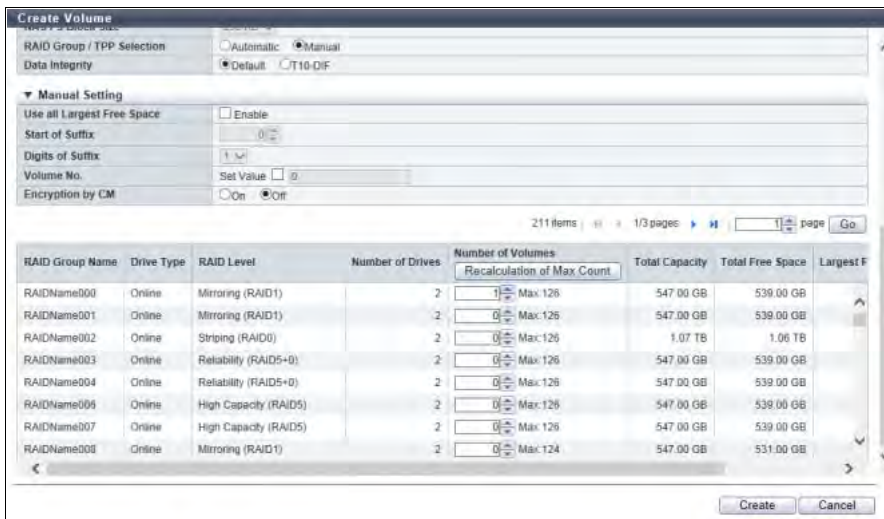 Create Volume
RAID Group / TPP Selection Automatic Manual
Data Integrity Default T10-DIF
Manual Setting
Use all Largest Free Space Enable
Start of Suffix 0
Digits of Suffix 1
Volume No. Set Value 0
Encryption by CM On Off
211 items 1/3 pages 1 page Go
RAID Group Name Drive Type RAID Level Number of Drives Number of Volumes Total Capacity Total Free Space Largest F
Recalculation of Max Count
RAIDName000 Online Mirroring (RAID1) 2 1 Max:126 547.00 GB 539.00 GB
RAIDName001 Online Mirroring (RAID1) 2 0 Max:126 547.00 GB 539.00 GB
RAIDName002 Online Striping (RAID0) 2 0 Max:126 1.07 TB 1.06 TB
RAIDName003 Online Reliability (RAID5+0) 2 0 Max:126 547.00 GB 539.00 GB
RAIDName004 Online Reliability (RAID5+0) 2 0 Max:126 547.00 GB 539.00 GB
RAIDName006 Online High Capacity (RAID5) 2 0 Max:126 547.00 GB 539.00 GB
RAIDName007 Online High Capacity (RAID5) 2 0 Max:126 547.00 GB 539.00 GB
RAIDName008 Online Mirroring (RAID1) 2 0 Max:124 547.00 GB 531.00 GB
Create Cancel